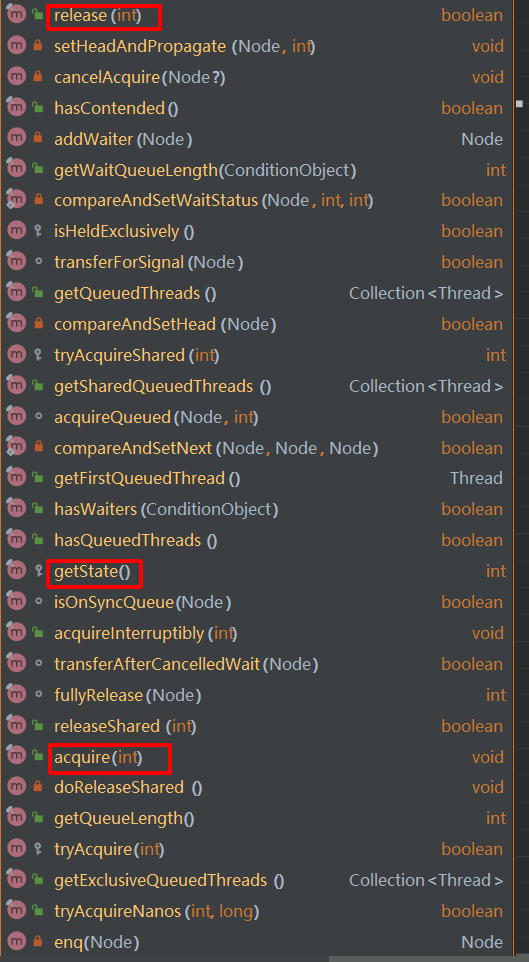 release(int) boolean
setHeadAndPropagate (Node, int) void
cancelAcquire(Node?) void
hasContended() boolean
addWaiter(Node) Node
getWaitQueueLength(ConditionObject) int
compareAndSetWaitStatus(Node, int, int) boolean
isHeldExclusively() boolean
transferForSignal(Node) boolean
getQueuedThreads () Collection<Thread>
compareAndSetHead (Node) boolean
tryAcquireShared(int) int
getSharedQueuedThreads () Collection<Thread>
acquireQueued(Node, int) boolean
compareAndSetNext(Node, Node, Node) boolean
getFirstQueuedThread() Thread
hasWaiters(ConditionObject) boolean
hasQueuedThreads () boolean
getState() int
isOnSyncQueue(Node) boolean
acquireInterruptibly(int) void
transferAfterCancelledWait(Node) boolean
fullyRelease(Node) int
releaseShared (int) boolean
acquire(int) void
doReleaseShared () void
getQueueLength() int
tryAcquire(int) boolean
getExclusiveQueuedThreads () Collection<Thread>
tryAcquireNanos(int, long) boolean
enq(Node) Node